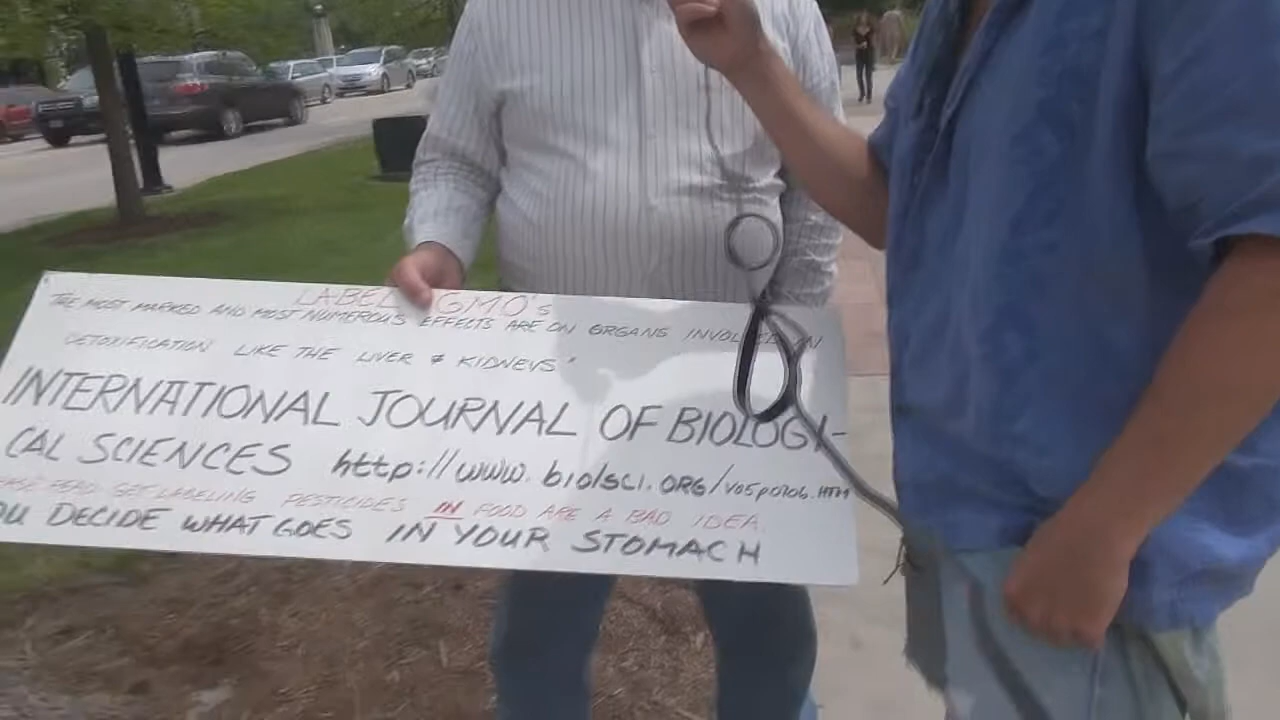 LABEL GMO's
THE MOST MARKED AND MOST NUMEROUS EFFECTS ARE ON ORGANS INVOLVED IN
DETOXIFICATION LIKE THE LIVER & KIDNEYS"
INTERNATIONAL JOURNAL OF BIOLOGI-
CAL SCIENCES http://www.biolsci.ORG/v05p0706.HTM
GET LABELING PESTICIDES IN FOOD ARE A BAD IDEA.
OU DECIDE WHAT GOES IN YOUR STOMACH